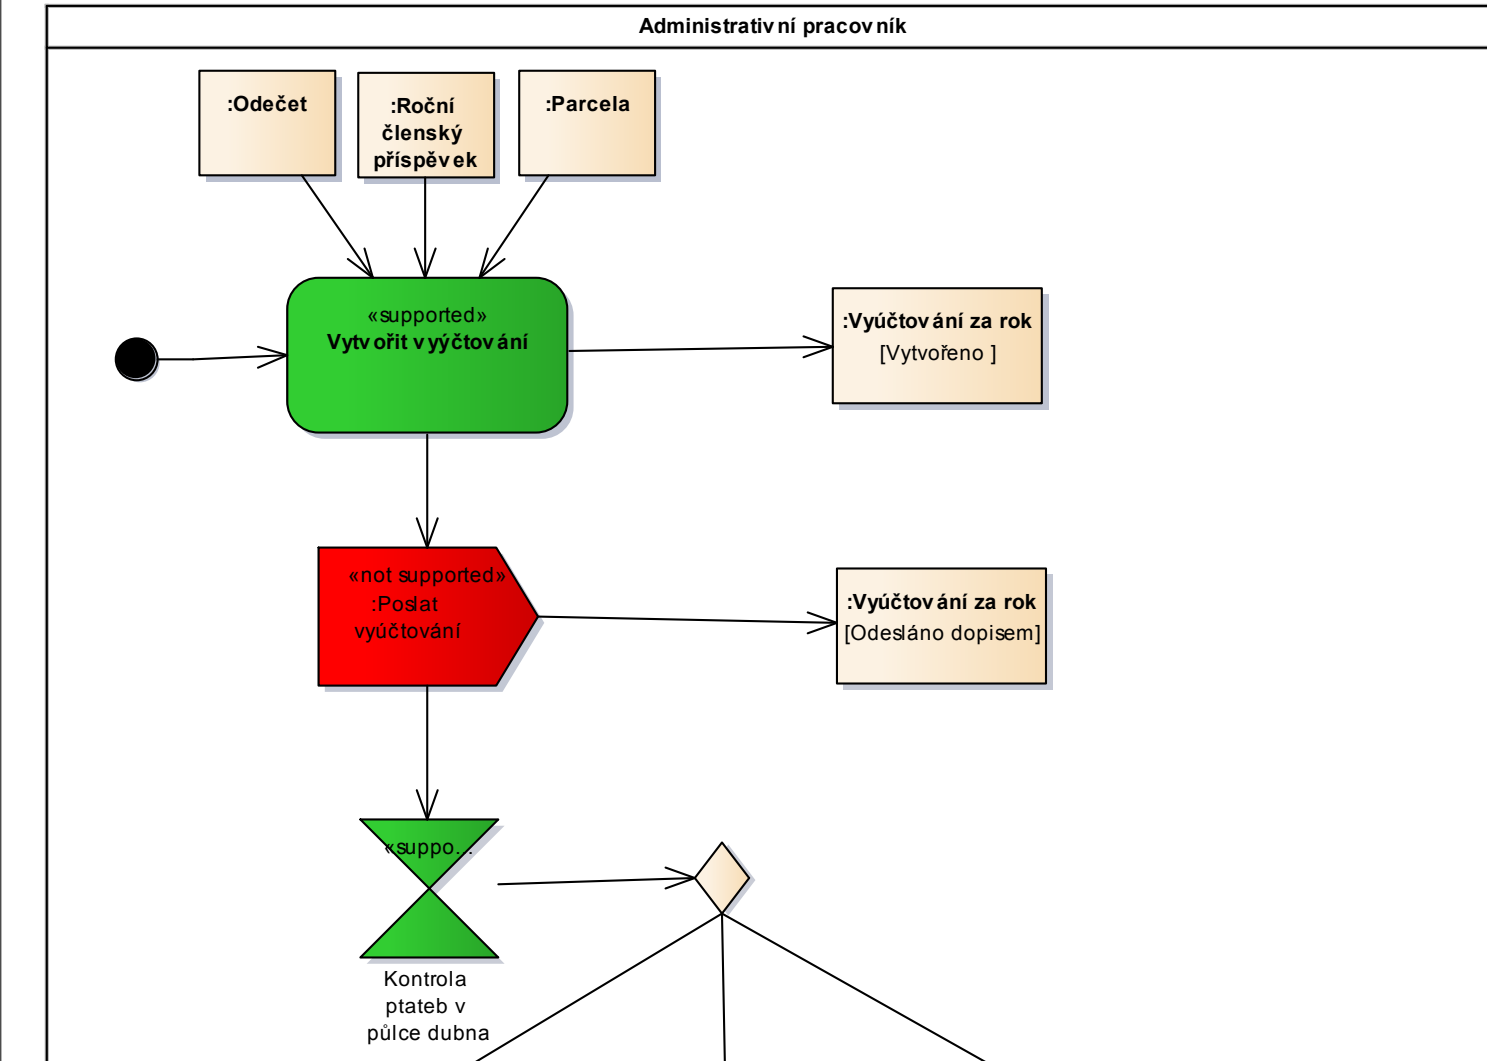 Administrativní pracovník
:Odečet
:Roční
členský
příspěvek
:Parcela
«supported»
Vytvořit vyýčtování
:Vyúčtování za rok
[Vytvořeno ]
«not supported»
:Poslat
vyúčtování
:Vyúčtování za rok
[Odesláno dopisem]
«suppo...
Kontrola
ptateb v
půlce dubna